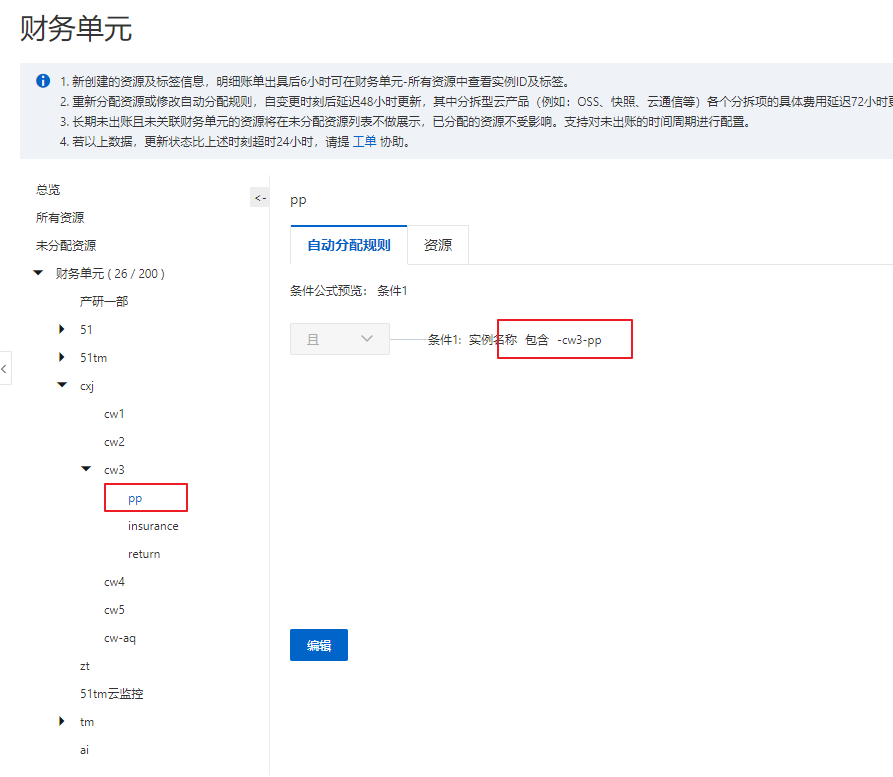 财务单元
1. 新创建的资源及标签信息，明细账单出具后6小时可在财务单元-所有资源中查看实例ID及标签。
2. 重新分配资源或修改自动分配规则，自变更时刻后延迟48小时更新，其中分拆型云产品（例如：OSS、快照、云通信等）各个分拆项的具体费用延迟72小时更
3. 长期未出账且未关联财务单元的资源将在未分配资源列表不做展示，已分配的资源不受影响。支持对未出账的时间周期进行配置。
4. 若以上数据，更新状态比上述时刻超时24小时，请提 工单 协助。
总览
所有资源
未分配资源
财务单元 ( 26 / 200 )
产研一部
51
51tm
cxj
cw1
cw2
cw3
pp
insurance
return
cw4
cw5
cw-aq
zt
51tm云监控
tm
ai
<-
pp
自动分配规则 资源
条件公式预览： 条件1
且 条件1: 实例名称 包含 -cw3-pp
编辑